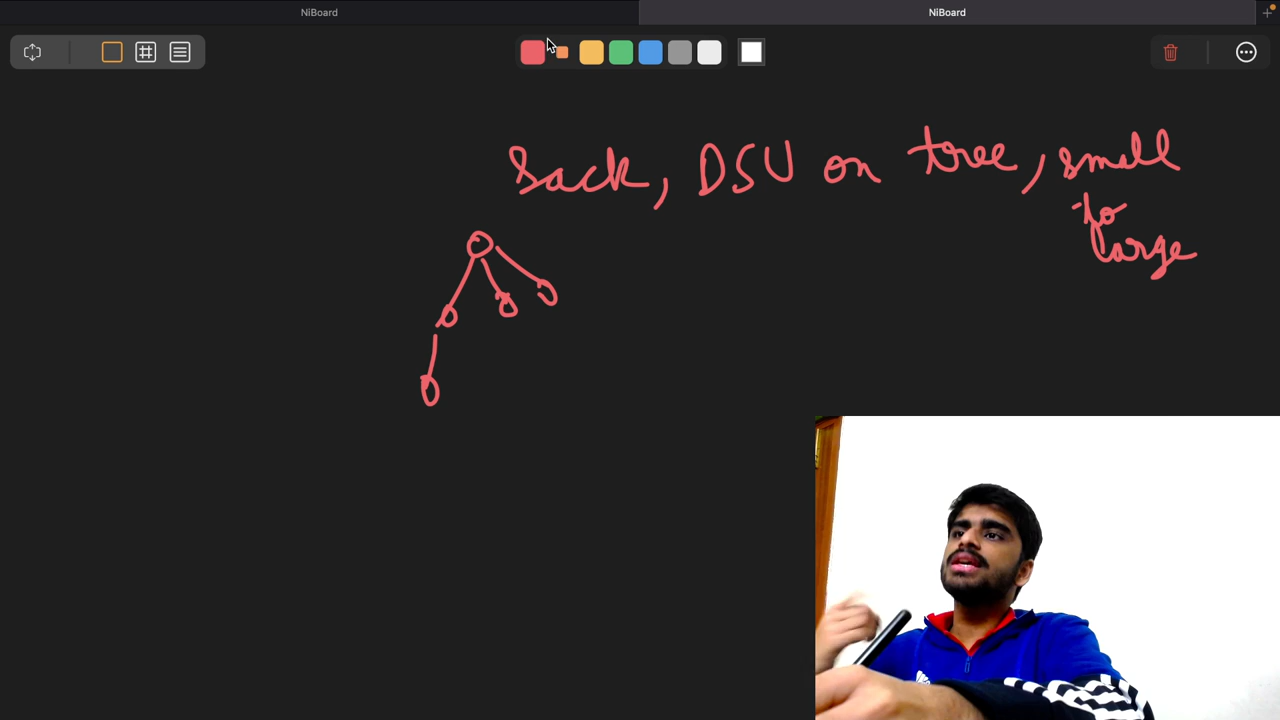 NiBoard
NiBoard
Sack, DSU on tree, small
to
large